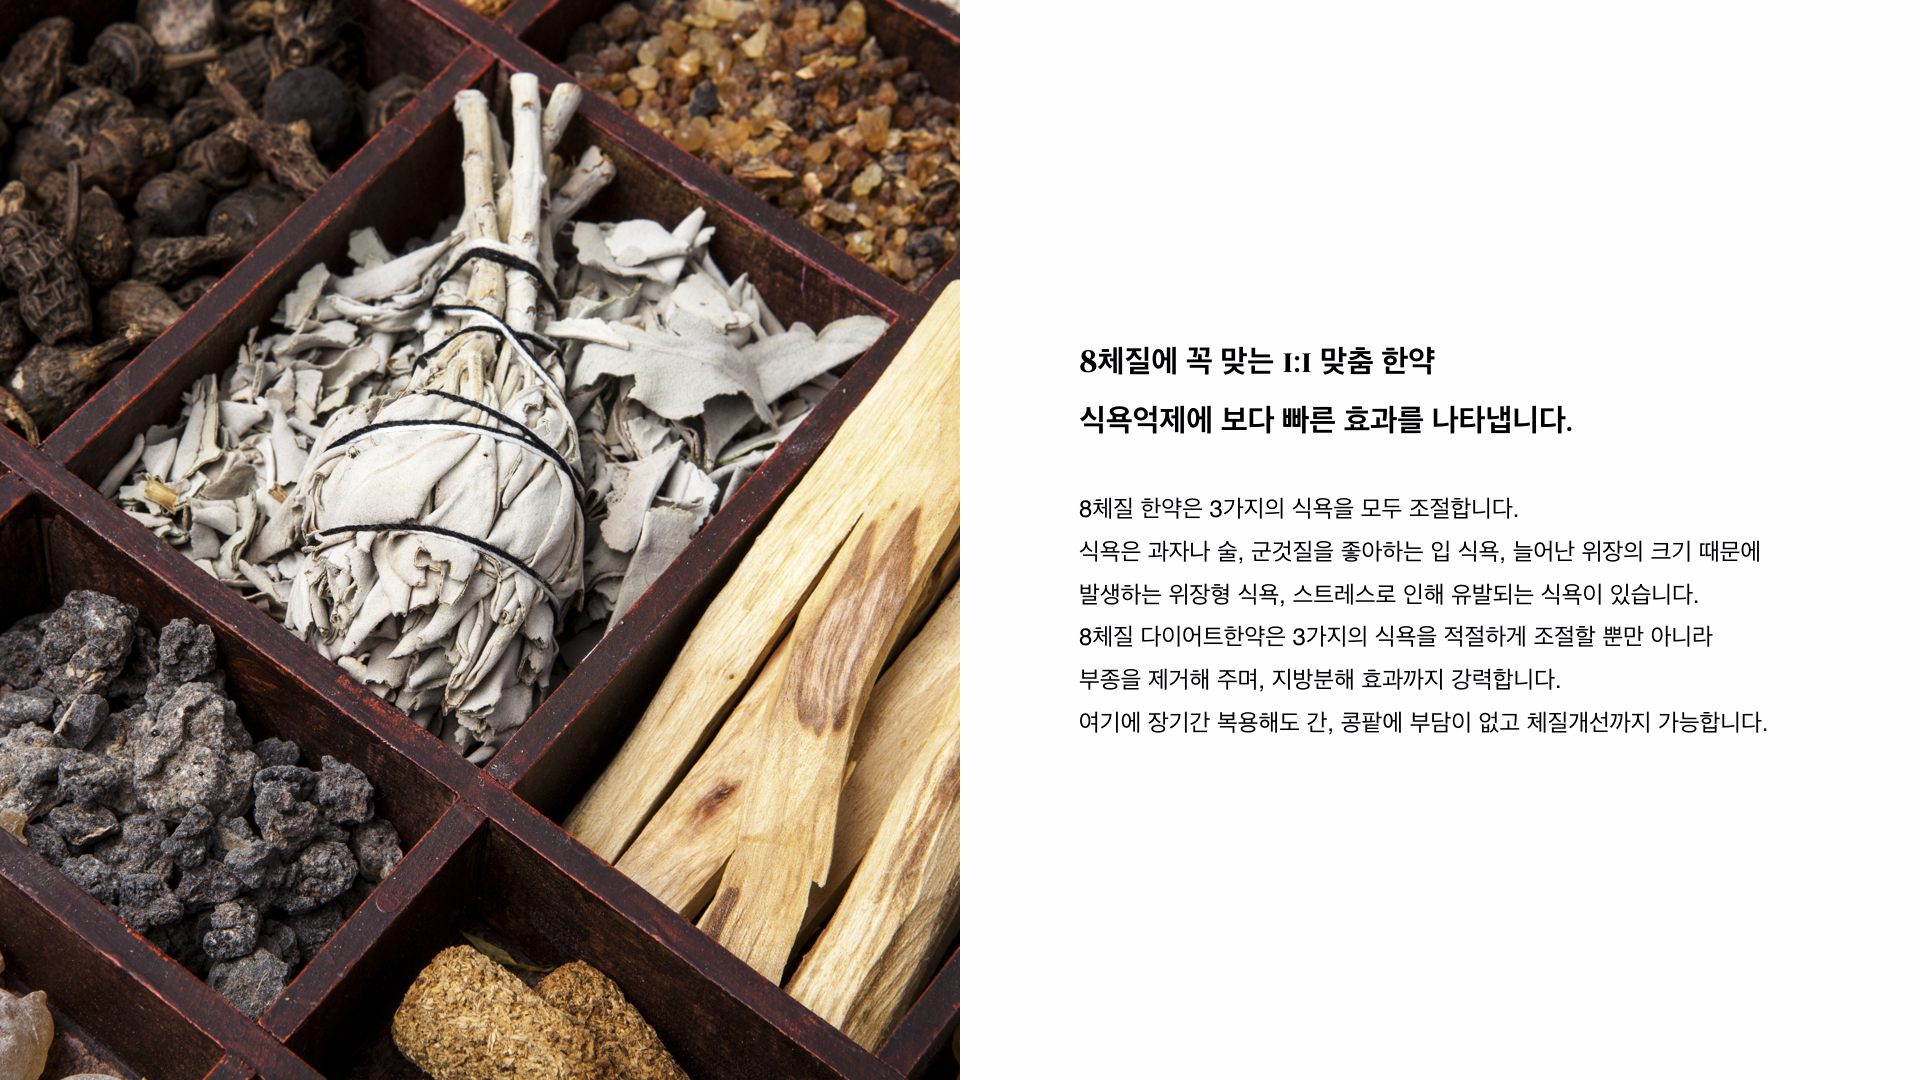 8체질에 꼭 맞는 1:1 맞춤 한약
식욕억제에 보다 빠른 효과를 나타냅니다.
8체질 한약은 3가지의 식욕을 모두 조절합니다.
식욕은 과자나 술, 군것질을 좋아하는 입 식욕, 늘어난 위장의 크기 때문에
발생하는 위장형 식욕, 스트레스로 인해 유발되는 식욕이 있습니다.
8체질 다이어트한약은 3가지의 식욕을 적절하게 조절할 뿐만 아니라
부종을 제거해 주며, 지방분해 효과까지 강력합니다.
여기에 장기간 복용해도 간, 콩팥에 부담이 없고 체질개선까지 가능합니다.